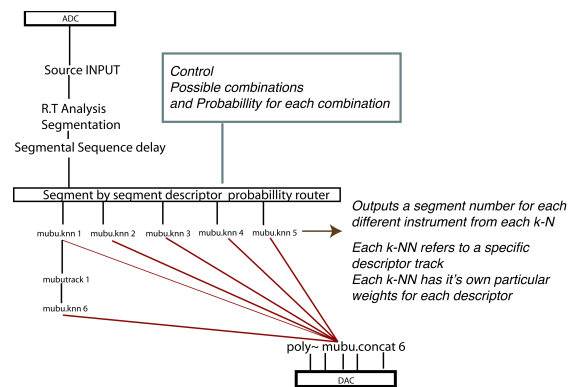 ADC
Source INPUT
R.T Analysis
Segmentation
Segmental Sequence delay
Control
Possible combinations
and Probabillity for each combination
Segment by segment descriptor probabillity router
mubu.knn 1
mubu.knn 2
mubu.knn 3
mubu.knn 4
mubu.knn 5
Outputs a segment number for each
different instrument from each k-N
Each k-NN refers to a specific
descriptor track
Each k-NN has it's own particular
weights for each descriptor
mubutrack 1
mubu.knn 6
poly~ mubu.concat 6
DAC